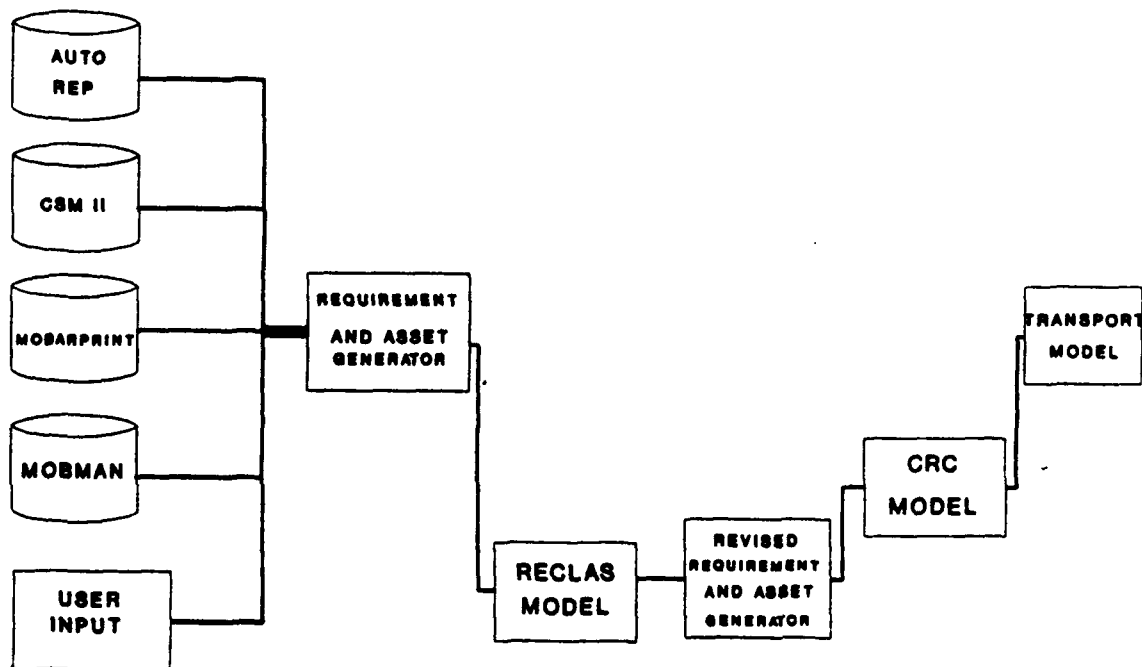 AUTO
REP
CSM II
MOBARPRINT
MOBMAN
USER
INPUT
REQUIREMENT
AND ASSET
GENERATOR
RECLAS
MODEL
REVISED
REQUIREMENT
AND ASSET
GENERATOR
CRC
MODEL
TRANSPORT
MODEL